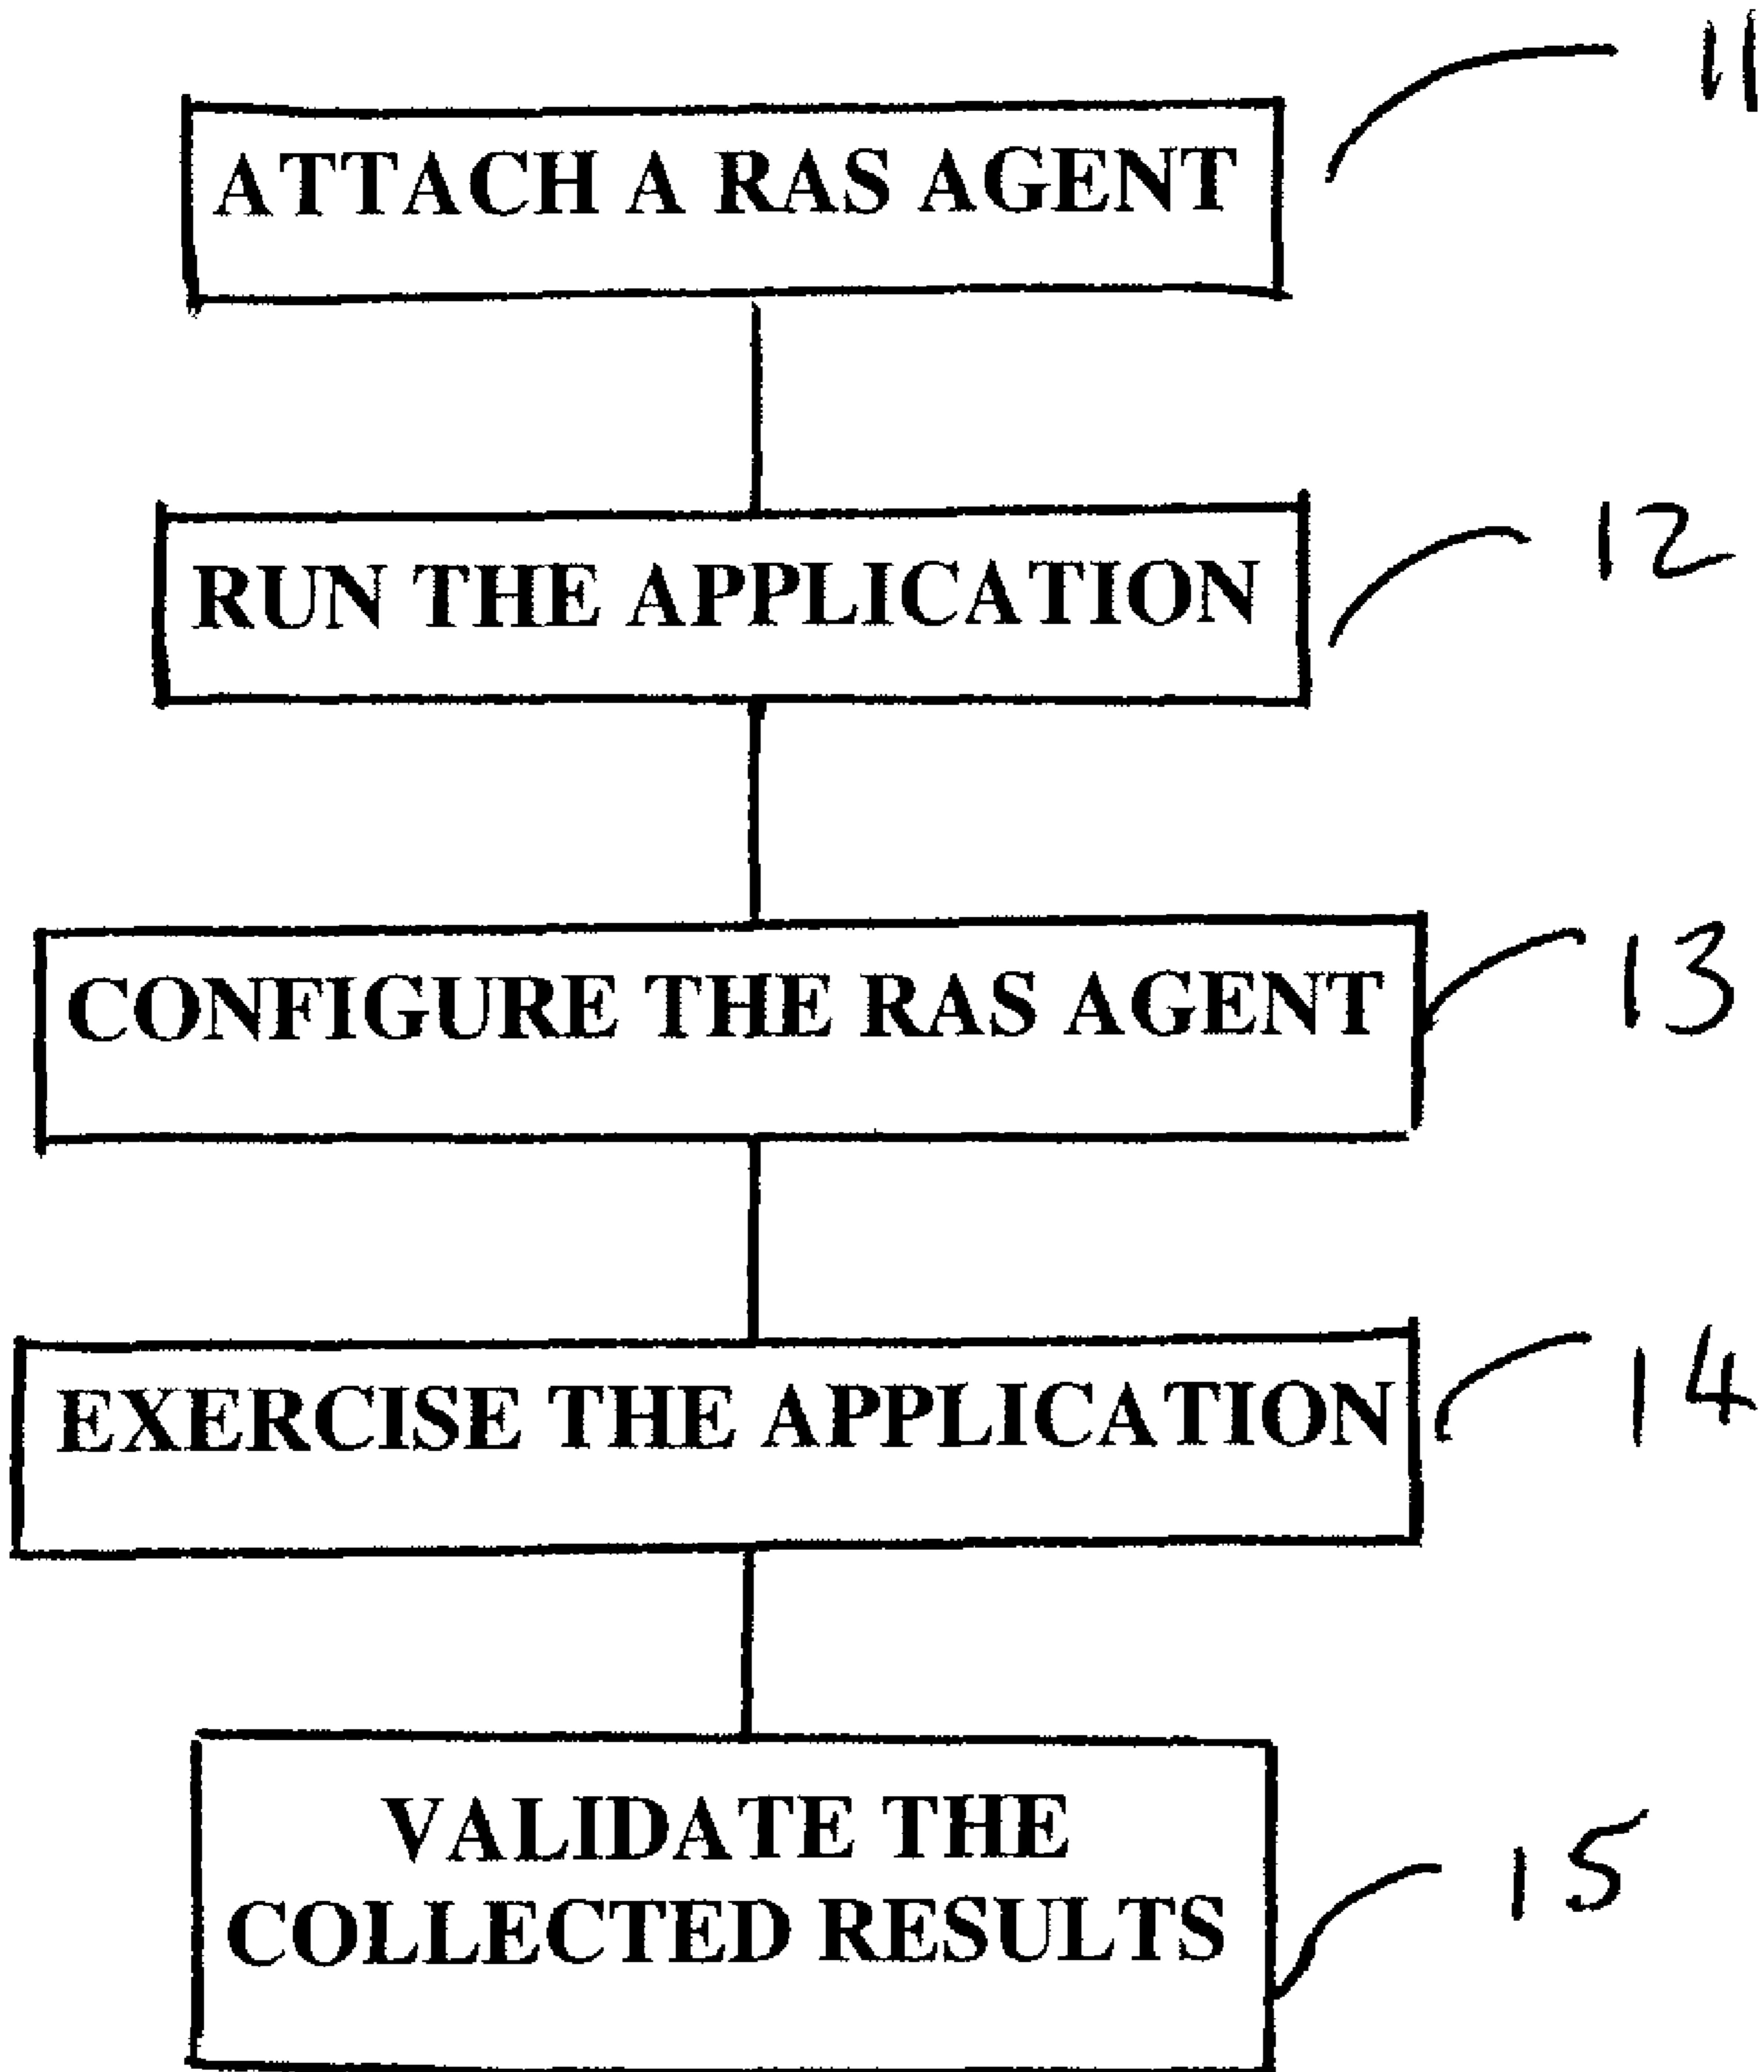 ATTACH A RAS AGENT
11
RUN THE APPLICATION
12
CONFIGURE THE RAS AGENT
13
EXERCISE THE APPLICATION
14
VALIDATE THE
COLLECTED RESULTS
15